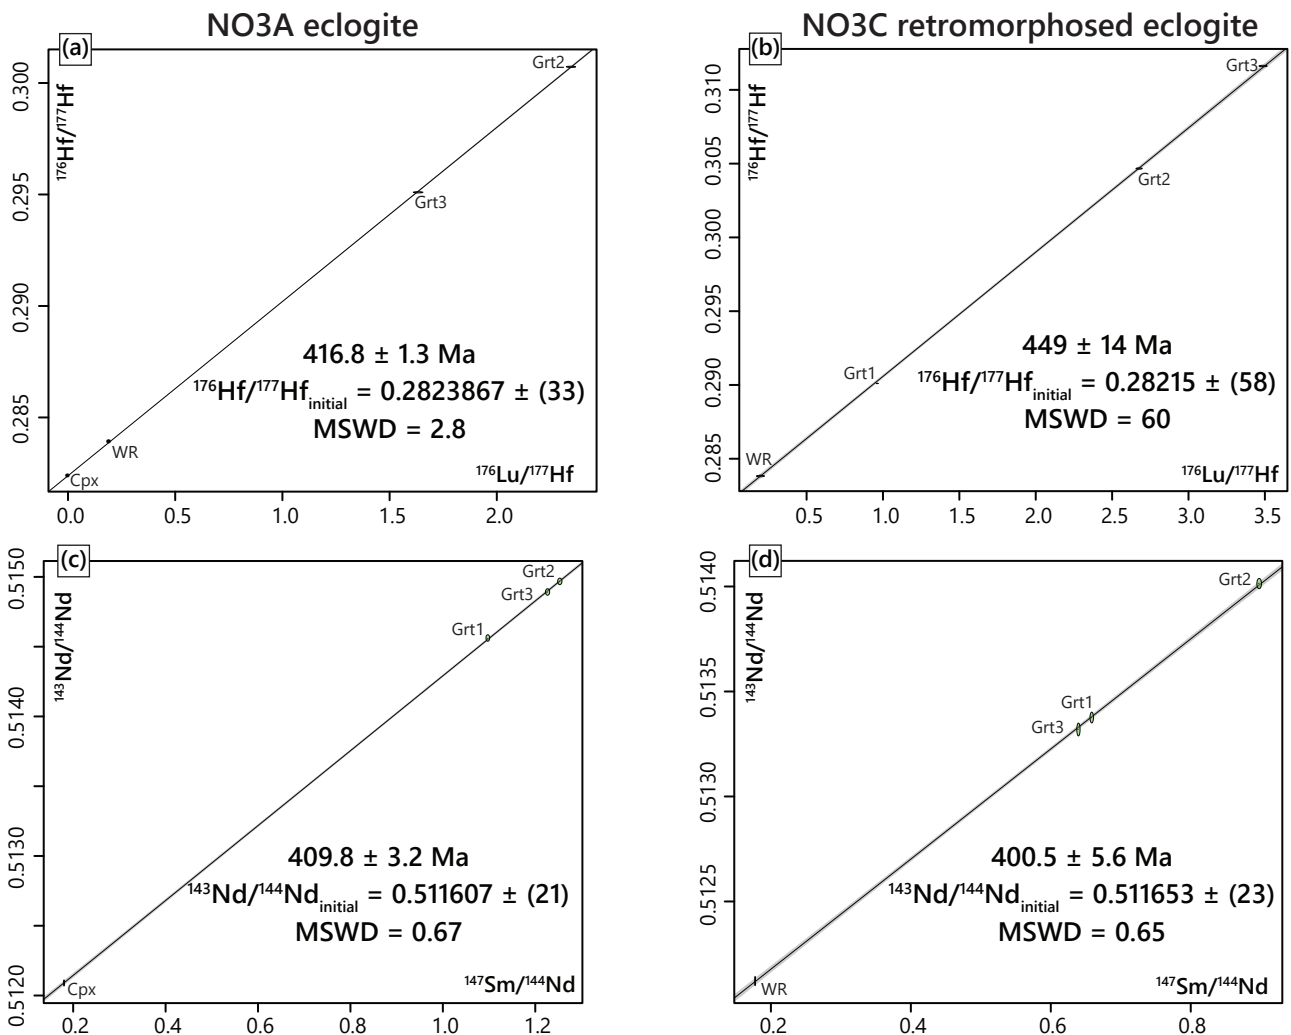 NO3A eclogite
NO3C retromorphosed eclogite
(a)
¹⁷⁶Hf/¹⁷⁷Hf
0.300
0.295
0.290
0.285
Grt2
Grt3
WR
Cpx
416.8 ± 1.3 Ma
¹⁷⁶Hf/¹⁷⁷Hf_initial = 0.2823867 ± (33)
MSWD = 2.8
¹⁷⁶Lu/¹⁷⁷Hf
0.0 0.5 1.0 1.5 2.0
(b)
¹⁷⁶Hf/¹⁷⁷Hf
0.310
0.305
0.300
0.295
0.290
0.285
Grt3
Grt2
Grt1
WR
449 ± 14 Ma
¹⁷⁶Hf/¹⁷⁷Hf_initial = 0.28215 ± (58)
MSWD = 60
¹⁷⁶Lu/¹⁷⁷Hf
0.5 1.0 1.5 2.0 2.5 3.0 3.5
(c)
¹⁴³Nd/¹⁴⁴Nd
0.5150
0.5140
0.5130
0.5120
Grt2
Grt3
Grt1
Cpx
409.8 ± 3.2 Ma
¹⁴³Nd/¹⁴⁴Nd_initial = 0.511607 ± (21)
MSWD = 0.67
¹⁴⁷Sm/¹⁴⁴Nd
0.2 0.4 0.6 0.8 1.0 1.2
(d)
¹⁴³Nd/¹⁴⁴Nd
0.5140
0.5135
0.5130
0.5125
Grt2
Grt1
Grt3
WR
400.5 ± 5.6 Ma
¹⁴³Nd/¹⁴⁴Nd_initial = 0.511653 ± (23)
MSWD = 0.65
¹⁴⁷Sm/¹⁴⁴Nd
0.2 0.4 0.6 0.8